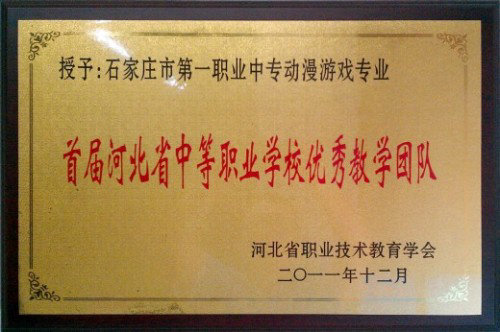 授予:石家庄市第一职业中专动漫游戏专业
首届河北省中等职业学校优秀教学团队
河北省职业技术教育学会
二〇一一年十二月